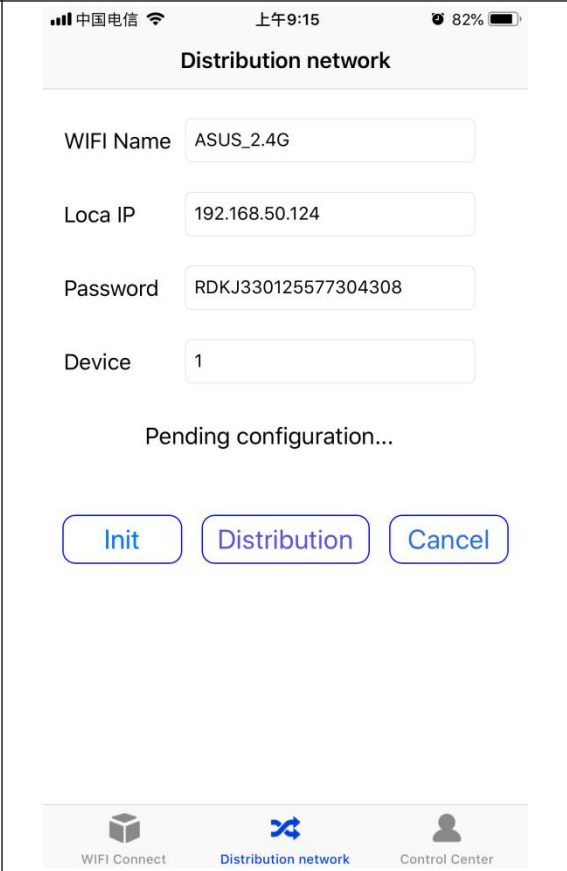 中国电信 上午9:15 82%
Distribution network
WIFI Name ASUS_2.4G
Loca IP 192.168.50.124
Password RDKJ330125577304308
Device 1
Pending configuration...
Init Distribution Cancel
WIFI Connect Distribution network Control Center